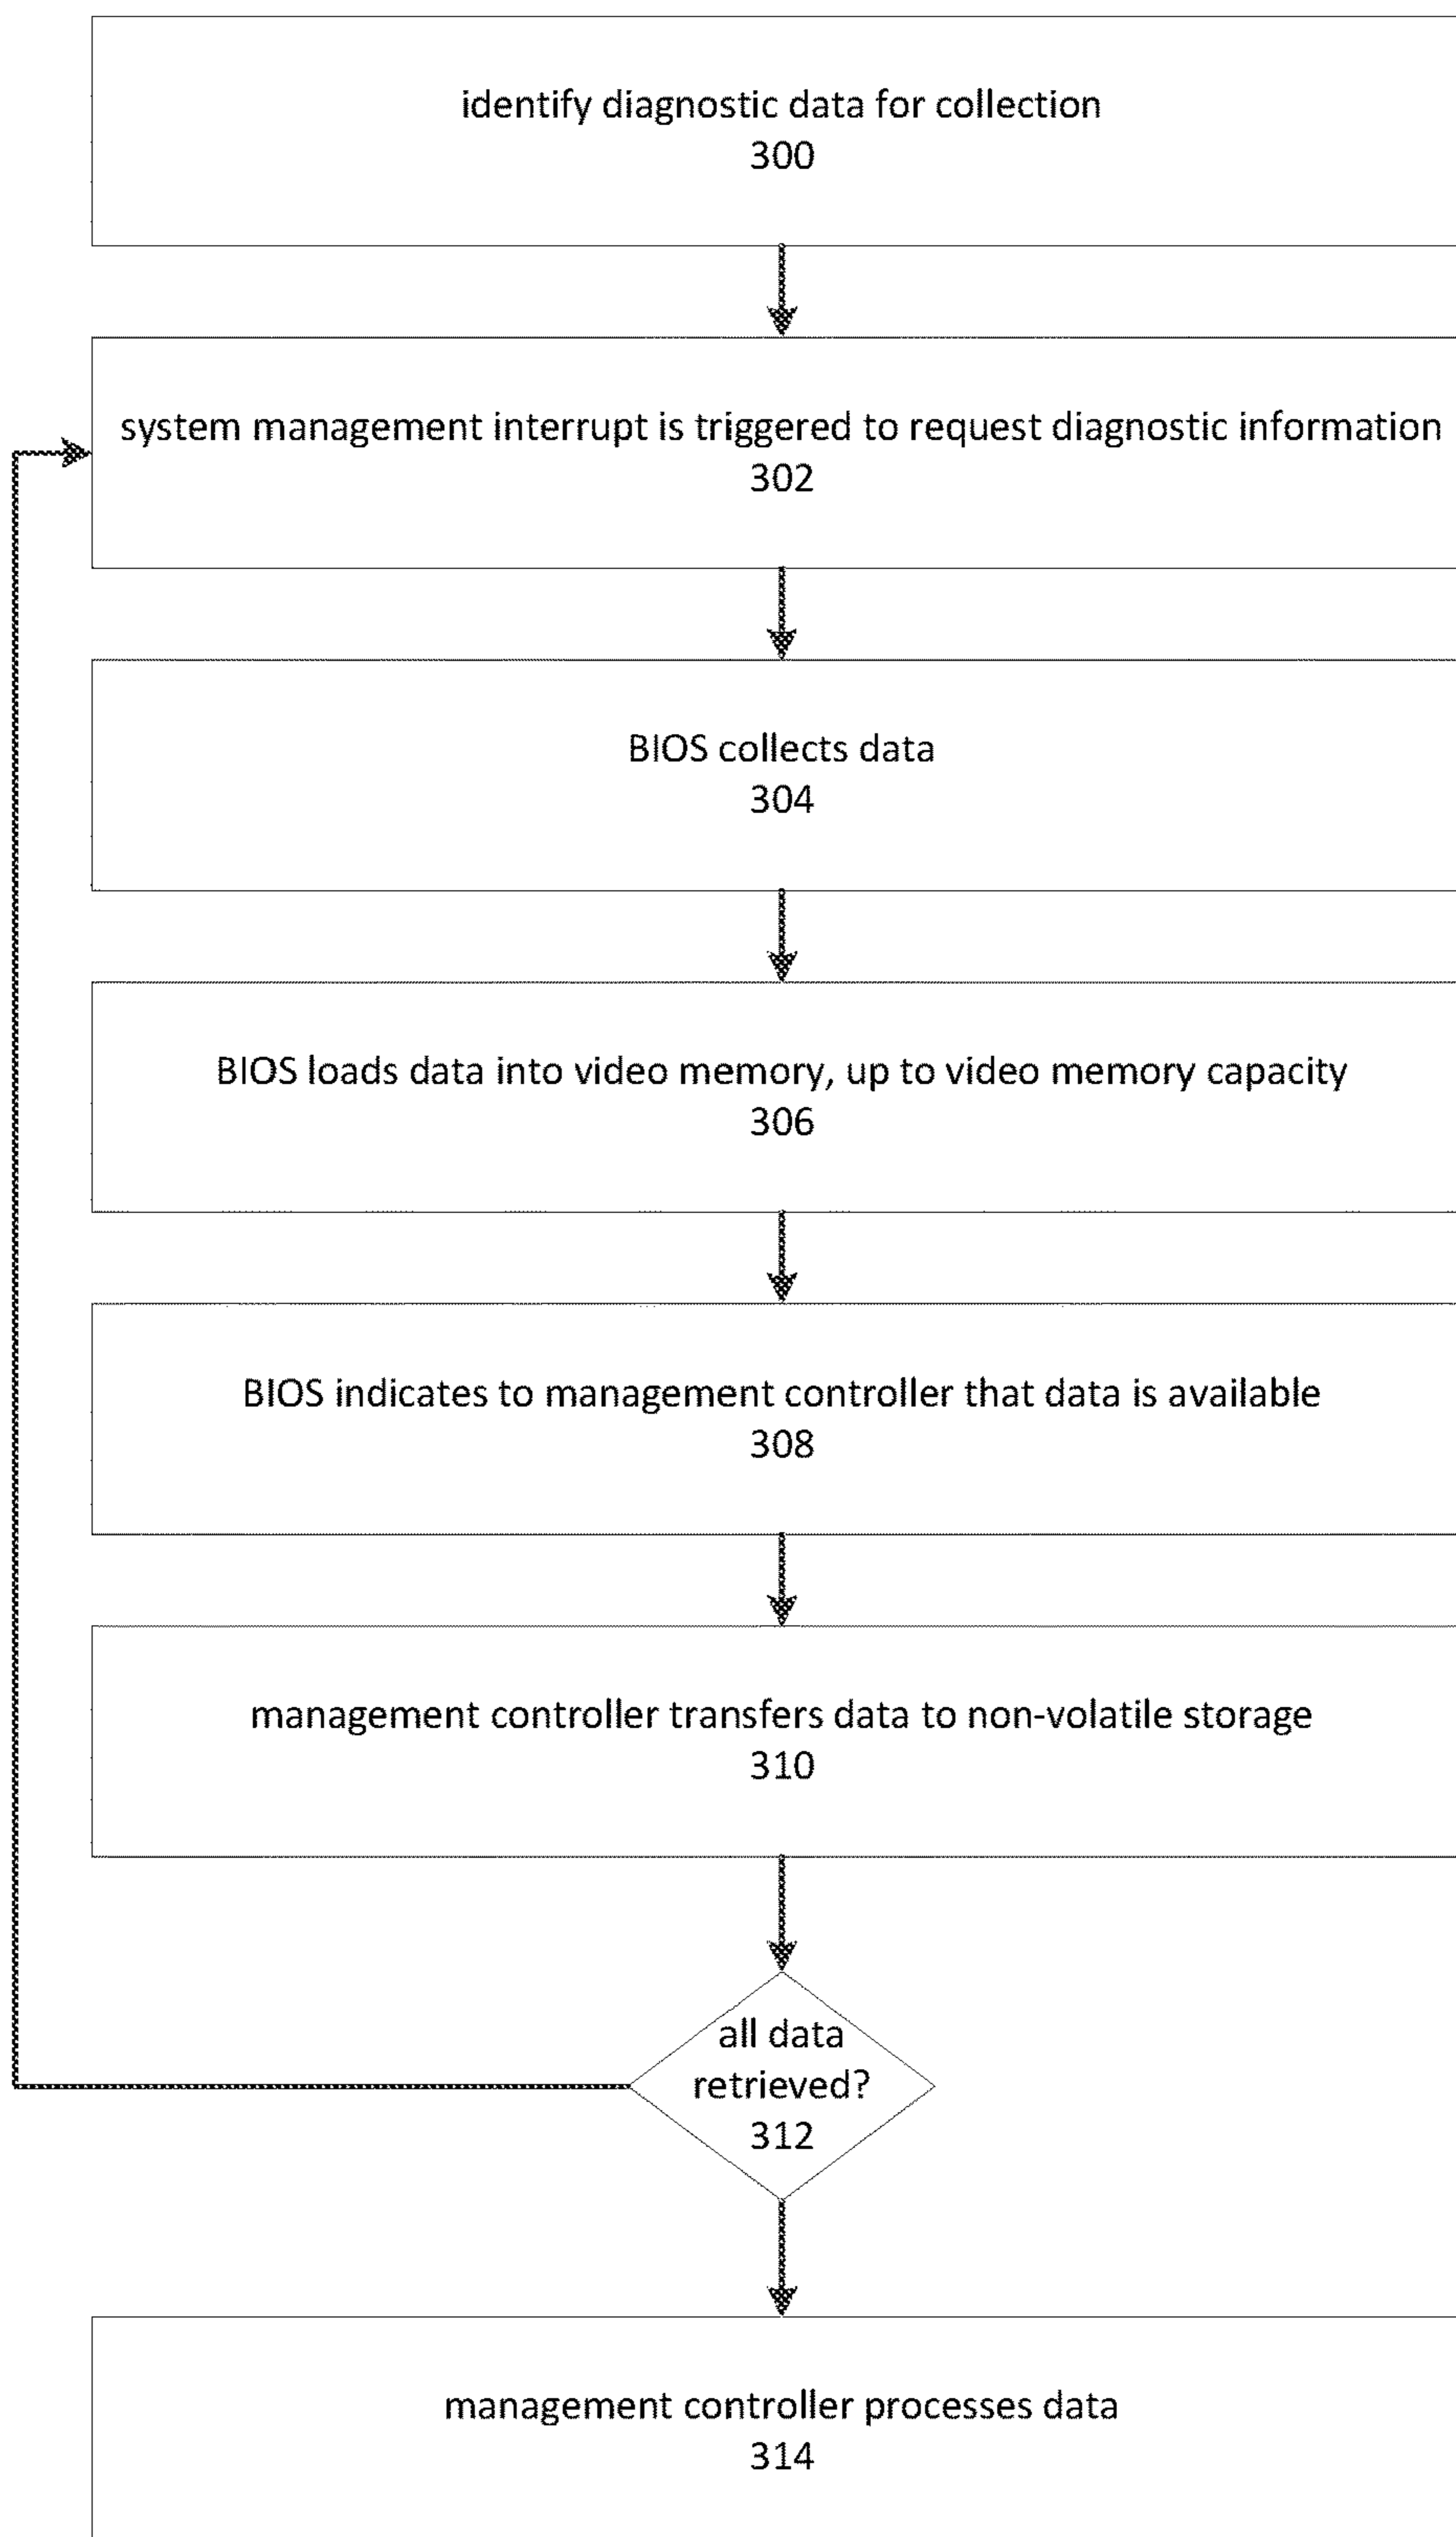 identify diagnostic data for collection
300
system management interrupt is triggered to request diagnostic information
302
BIOS collects data
304
BIOS loads data into video memory, up to video memory capacity
306
BIOS indicates to management controller that data is available
308
management controller transfers data to non-volatile storage
310
all data
retrieved?
312
management controller processes data
314